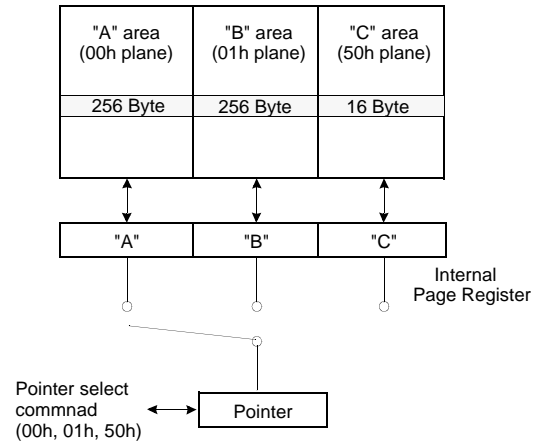 "A" area "B" area "C" area
(00h plane) (01h plane) (50h plane)
256 Byte 256 Byte 16 Byte
"A" "B" "C"
Internal
Page Register
Pointer select
commnad
(00h, 01h, 50h)
Pointer